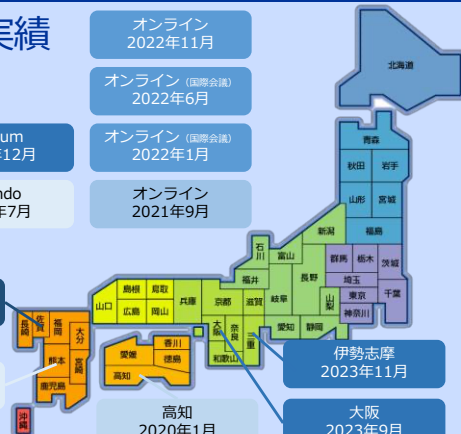 実績
オンライン
2022年11月
オンライン (国際会議)
2022年6月
オンライン (国際会議)
2022年1月
オンライン
2021年9月
um
12月
ndo
年7月
北海道
青森
秋田 岩手
山形 宮城
福島
新潟
群馬 栃木 茨城
埼玉
東京 千葉
神奈川
石川
富山
福井
長野
山梨
岐阜
愛知 静岡
島根 鳥取
山口 広島 岡山
兵庫
京都 滋賀
大阪 奈良 三重
和歌山
香川
愛媛 徳島
高知
長崎 佐賀 福岡 大分
熊本 宮崎
鹿児島
沖縄
伊勢志摩
2023年11月
大阪
2023年9月
高知
2020年1月